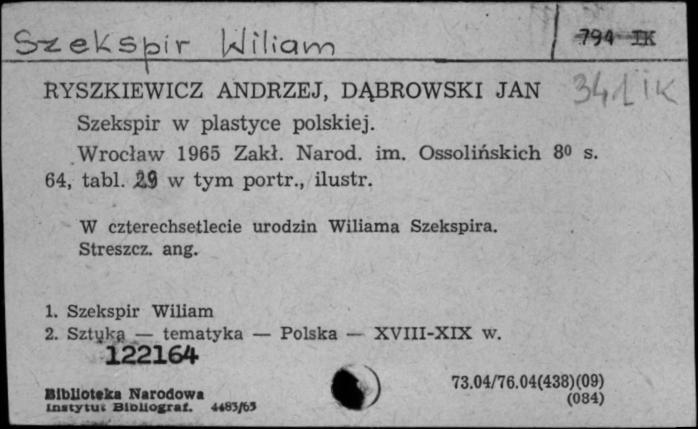 Szekspir Wiliam
794 IK
RYSZKIEWICZ ANDRZEJ, DĄBROWSKI JAN
341 IK
Szekspir w plastyce polskiej.
Wrocław 1965 Zakł. Narod. im. Ossolińskich 8⁰ s.
64, tabl. 29 w tym portr., ilustr.
W czterechsetlecie urodzin Wiliama Szekspira.
Streszcz. ang.
1. Szekspir Wiliam
2. Sztuka — tematyka — Polska — XVIII-XIX w.
122164
73.04/76.04(438)(09)
(084)
Biblioteka Narodowa
Instytut Bibliograf. 4483/65